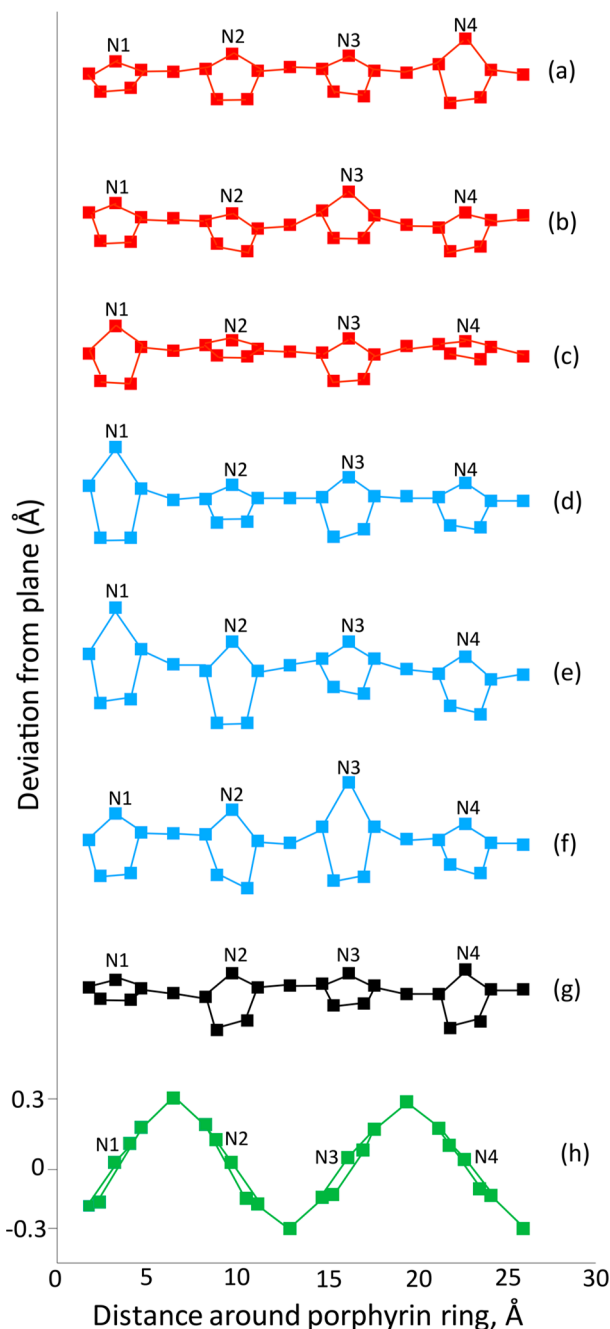 N1 N2 N3 N4 (a)
N1 N2 N3 N4 (b)
N1 N2 N3 N4 (c)
N1 N2 N3 N4 (d)
N1 N2 N3 N4 (e)
N1 N2 N3 N4 (f)
N1 N2 N3 N4 (g)
N1 N2 N3 N4 (h)
Deviation from plane (Å)
0.3
0
-0.3
0 5 10 15 20 25 30
Distance around porphyrin ring, Å